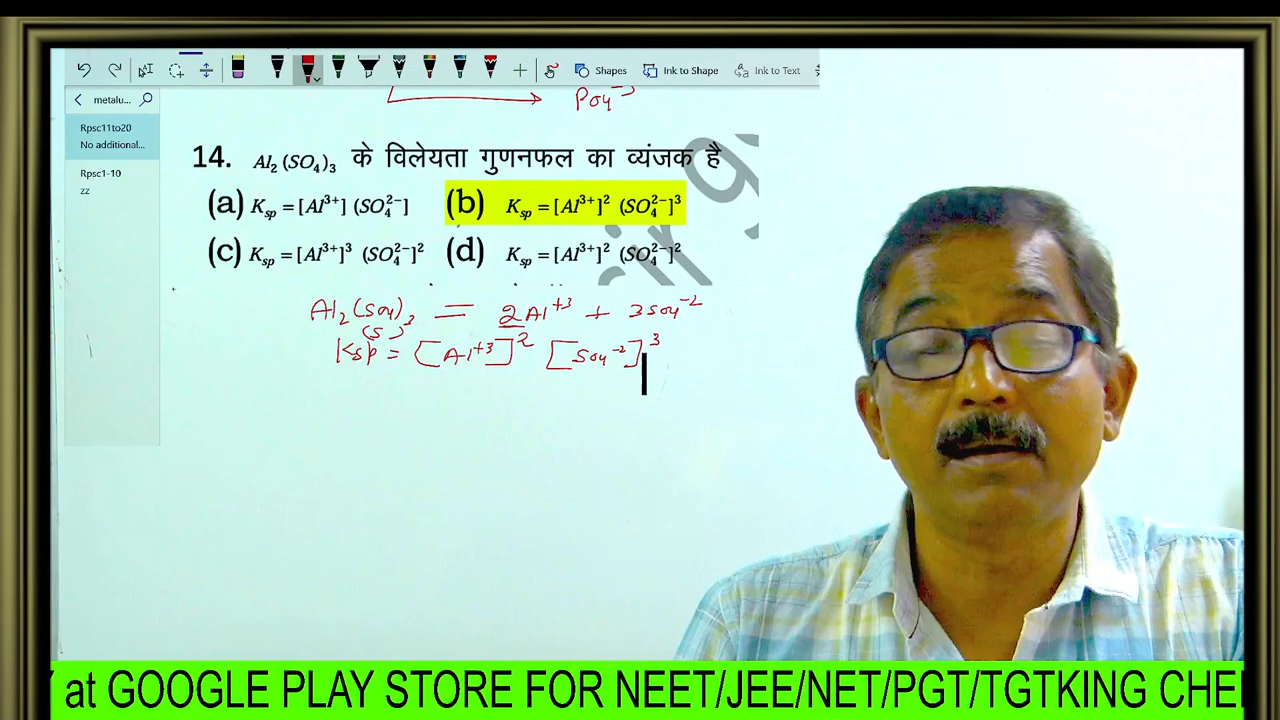 Shapes Ink to Shape Ink to Text
metalu...
Rpsc11to20
No additional...
Rpsc1-10
zz
Po4⁻³
14. Al₂(SO₄)₃ के विलेयता गुणनफल का व्यंजक है
(a) Kₛₚ = [Al³⁺] (SO₄²⁻] (b) Kₛₚ = [Al³⁺]² (SO₄²⁻]³
(c) Kₛₚ = [Al³⁺]³ (SO₄²⁻]² (d) Kₛₚ = [Al³⁺]² (SO₄²⁻]²
Al₂(SO4)₃ = 2Al⁺³ + 3SO4⁻²
(s)
Ksp = [Al⁺³]² [SO4⁻²]³
at GOOGLE PLAY STORE FOR NEET/JEE/NET/PGT/TGTKING CHE